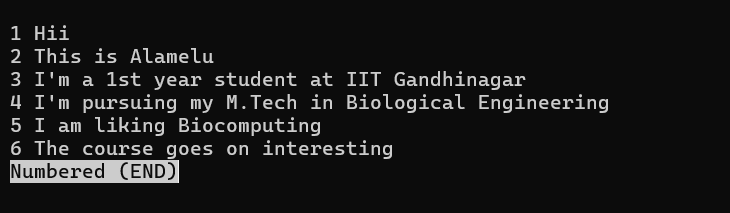 1 Hii
2 This is Alamelu
3 I'm a 1st year student at IIT Gandhinagar
4 I'm pursuing my M.Tech in Biological Engineering
5 I am liking Biocomputing
6 The course goes on interesting
Numbered (END)